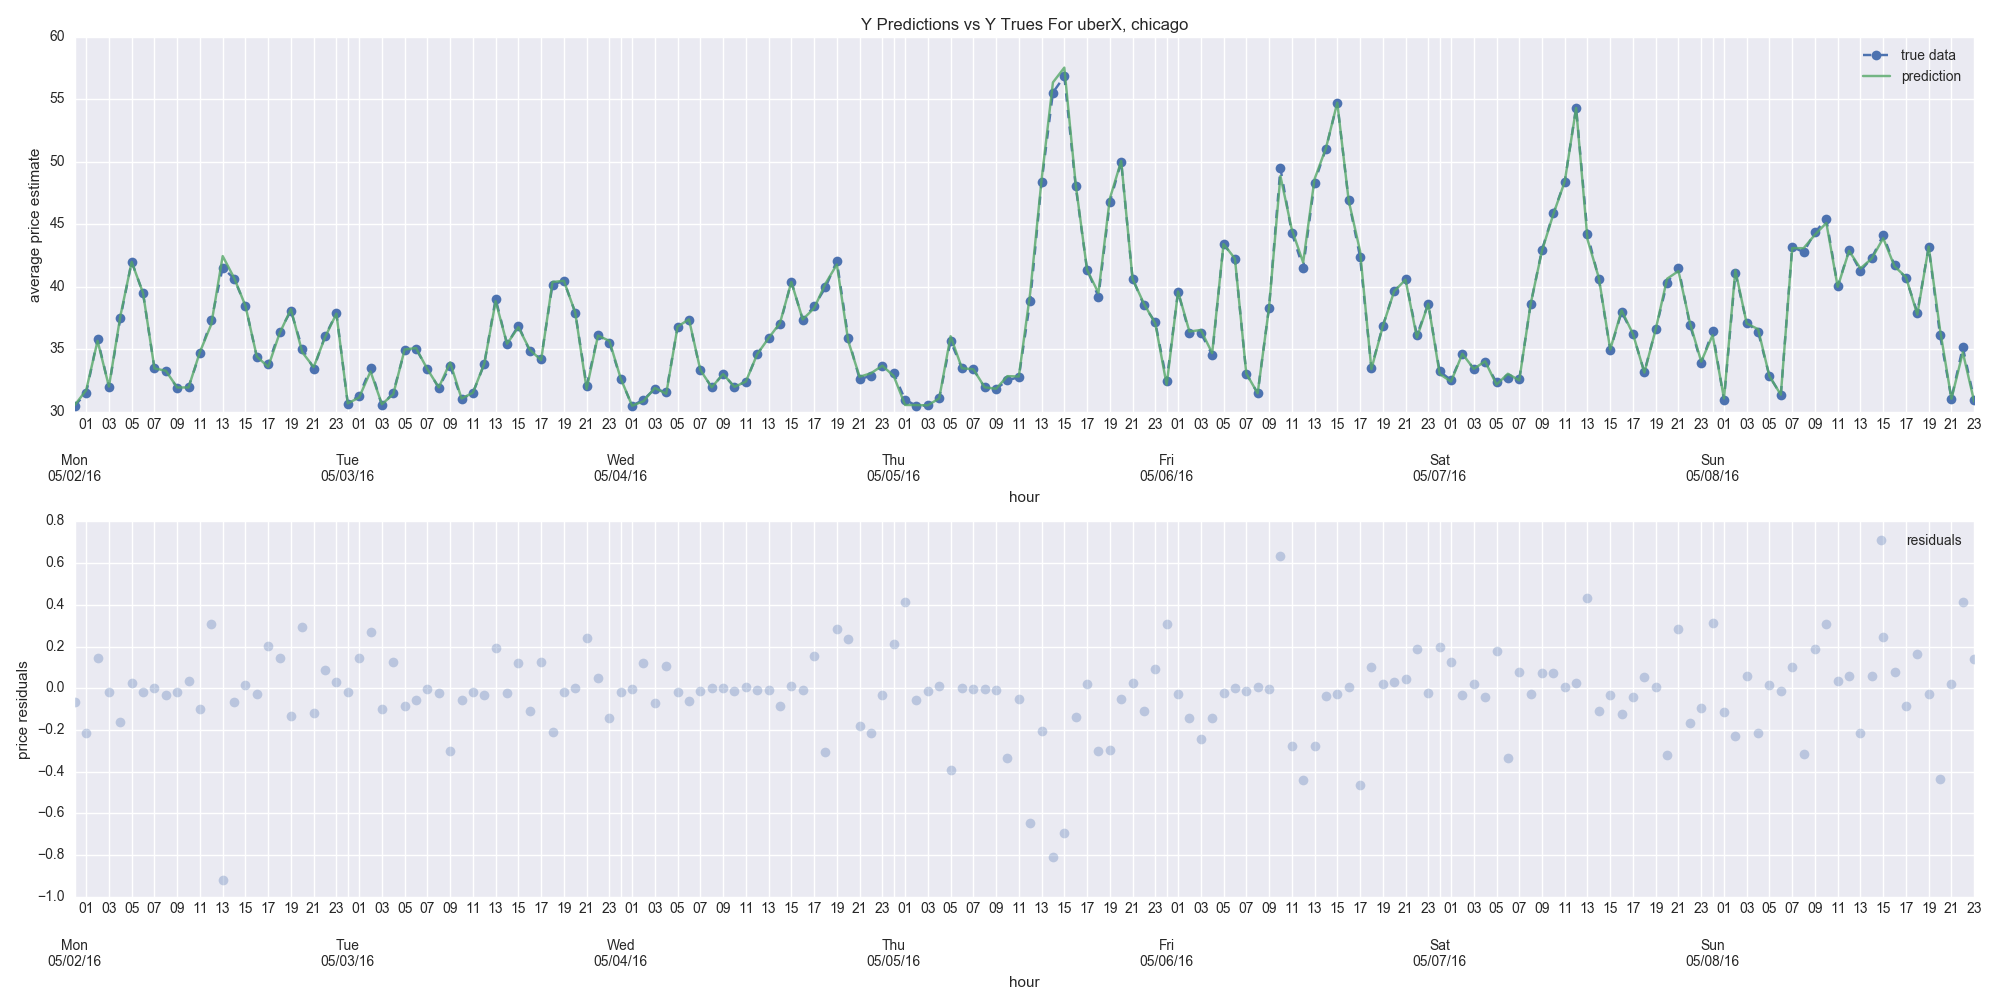 Y Predictions vs Y Trues For uberX, chicago
true data
prediction
average price estimate
60
55
50
45
40
35
30
01 03 05 07 09 11 13 15 17 19 21 23 01 03 05 07 09 11 13 15 17 19 21 23 01 03 05 07 09 11 13 15 17 19 21 23 01 03 05 07 09 11 13 15 17 19 21 23 01 03 05 07 09 11 13 15 17 19 21 23 01 03 05 07 09 11 13 15 17 19 21 23 01 03 05 07 09 11 13 15 17 19 21 23
Mon Tue Wed Thu Fri Sat Sun
05/02/16 05/03/16 05/04/16 05/05/16 05/06/16 05/07/16 05/08/16
hour
residuals
price residuals
0.8
0.6
0.4
0.2
0.0
−0.2
−0.4
−0.6
−0.8
−1.0
01 03 05 07 09 11 13 15 17 19 21 23 01 03 05 07 09 11 13 15 17 19 21 23 01 03 05 07 09 11 13 15 17 19 21 23 01 03 05 07 09 11 13 15 17 19 21 23 01 03 05 07 09 11 13 15 17 19 21 23 01 03 05 07 09 11 13 15 17 19 21 23 01 03 05 07 09 11 13 15 17 19 21 23
Mon Tue Wed Thu Fri Sat Sun
05/02/16 05/03/16 05/04/16 05/05/16 05/06/16 05/07/16 05/08/16
hour